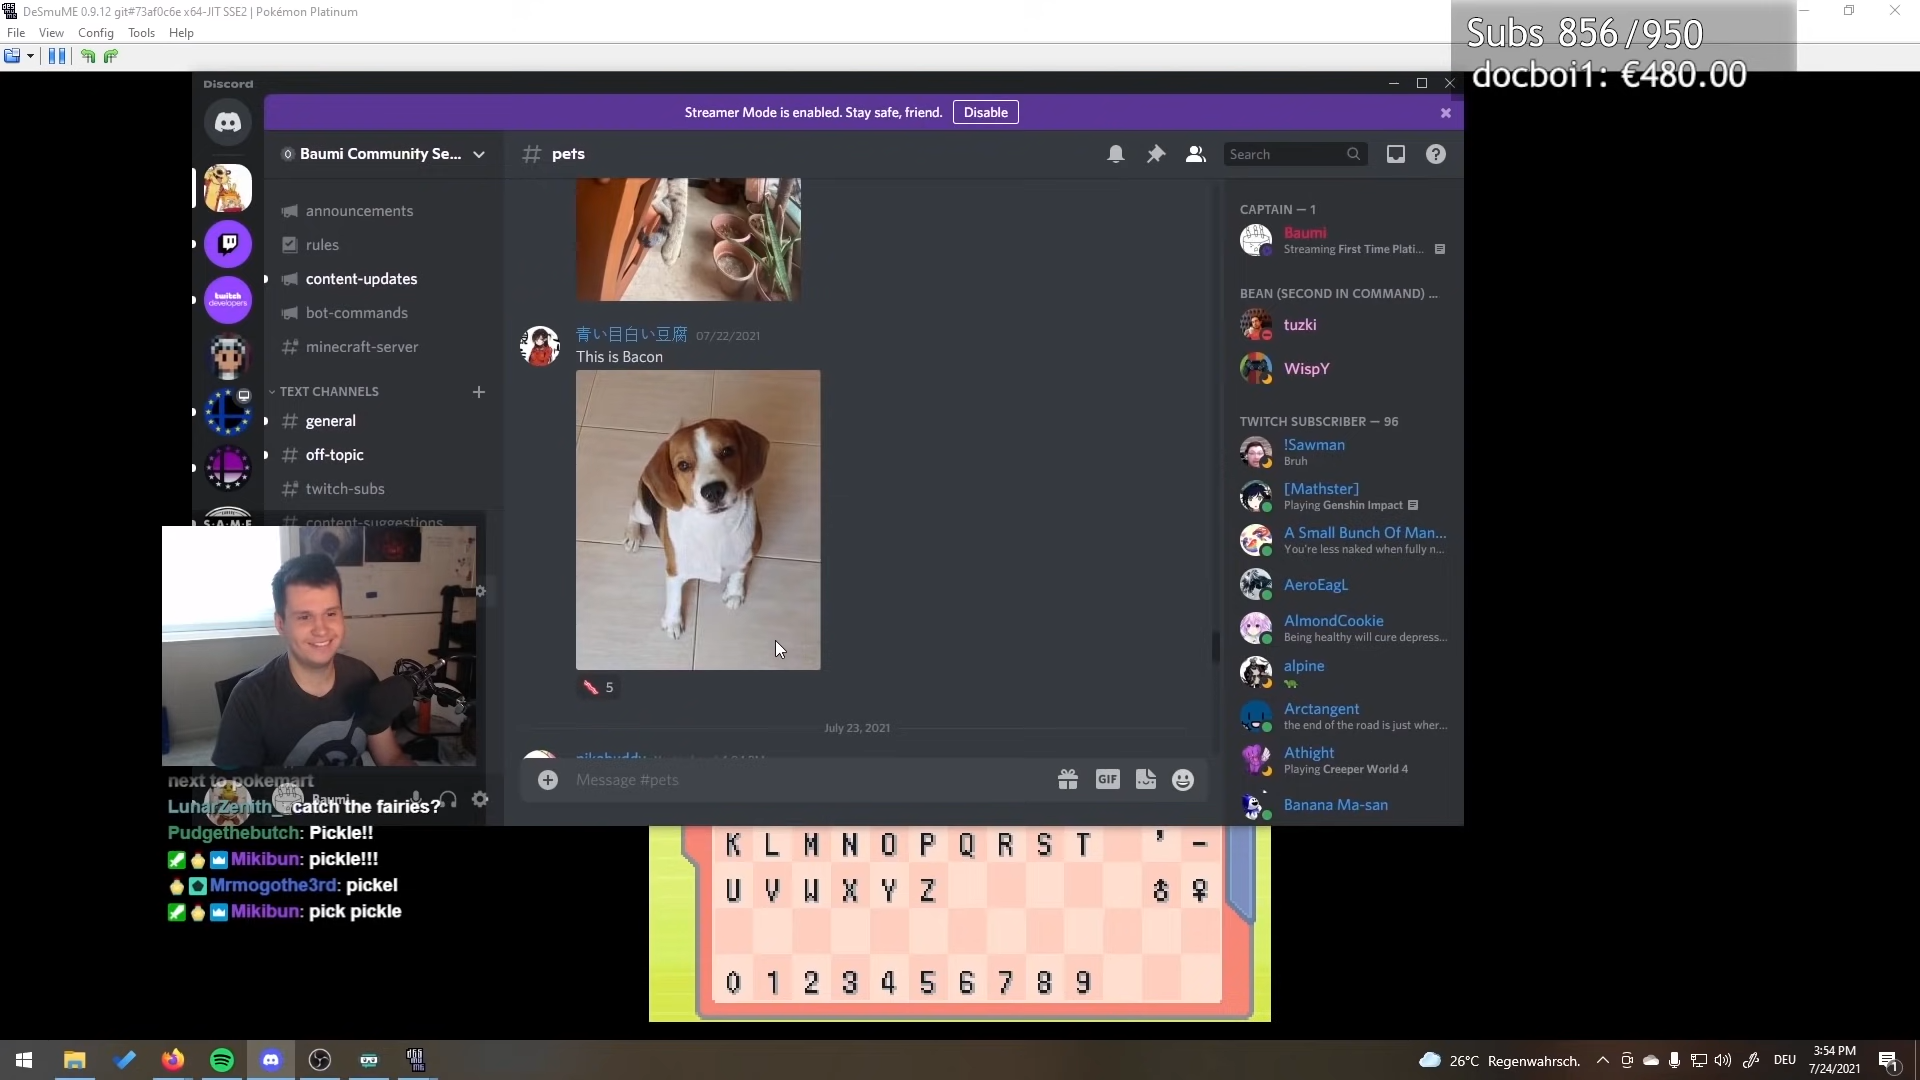 DeSmuME 0.9.12 git#73af0c6e x64-JIT SSE2 | Pokémon Platinum
File View Config Tools Help
Subs 856/950
docboi1: €480.00
Discord
Streamer Mode is enabled. Stay safe, friend.
Disable
Baumi Community Se...
pets
Search
announcements
rules
content-updates
bot-commands
minecraft-server
TEXT CHANNELS
general
off-topic
twitch-subs
content-suggestions
twitch developers
S.A.M.E
青い目白い豆腐 07/22/2021
This is Bacon
5
July 23, 2021
Message #pets
GIF
CAPTAIN — 1
Baumi
Streaming First Time Plati...
BEAN (SECOND IN COMMAND) ...
tuzki
WispY
TWITCH SUBSCRIBER — 96
!Sawman
Bruh
[Mathster]
Playing Genshin Impact
A Small Bunch Of Man...
You're less naked when fully n...
AeroEagL
AlmondCookie
Being healthy will cure depress...
alpine
Arctangent
the end of the road is just wher...
Athight
Playing Creeper World 4
Banana Ma-san
Baumi
next to pokemart
LunarZenith_: catch the fairies?
Pudgethebutch: Pickle!!
Mikibun: pickle!!!
Mrmogothe3rd: pickel
Mikibun: pick pickle
K L M N O P Q R S T ' -
U V W X Y Z ♂ ♀
0 1 2 3 4 5 6 7 8 9
26°C Regenwahrsch.
DEU
3:54 PM
7/24/2021
1